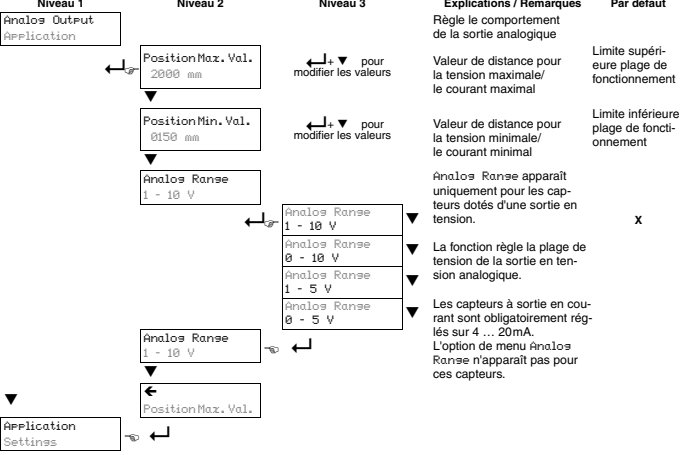 Niveau 1 Niveau 2 Niveau 3 Explications / Remarques Par défaut
Analog Output
Application
Règle le comportement
de la sortie analogique
Position Max. Val.
2000 mm
+ ▼ pour
modifier les valeurs
Valeur de distance pour
la tension maximale/
le courant maximal
Limite supéri-
eure plage de
fonctionnement
Position Min. Val.
0150 mm
+ ▼ pour
modifier les valeurs
Valeur de distance pour
la tension minimale/
le courant minimal
Limite inférieure
plage de foncti-
onnement
Analog Range
1 - 10 V
Analog Range apparaît
uniquement pour les cap-
teurs dotés d'une sortie en
tension.
Analog Range
1 - 10 V
X
Analog Range
0 - 10 V
La fonction règle la plage de
tension de la sortie en ten-
sion analogique.
Analog Range
1 - 5 V
Analog Range
0 - 5 V
Les capteurs à sortie en cou-
rant sont obligatoirement rég-
lés sur 4 … 20mA.
L'option de menu Analog
Range n'apparaît pas pour
ces capteurs.
Analog Range
1 - 10 V
Position Max. Val.
Application
Settings